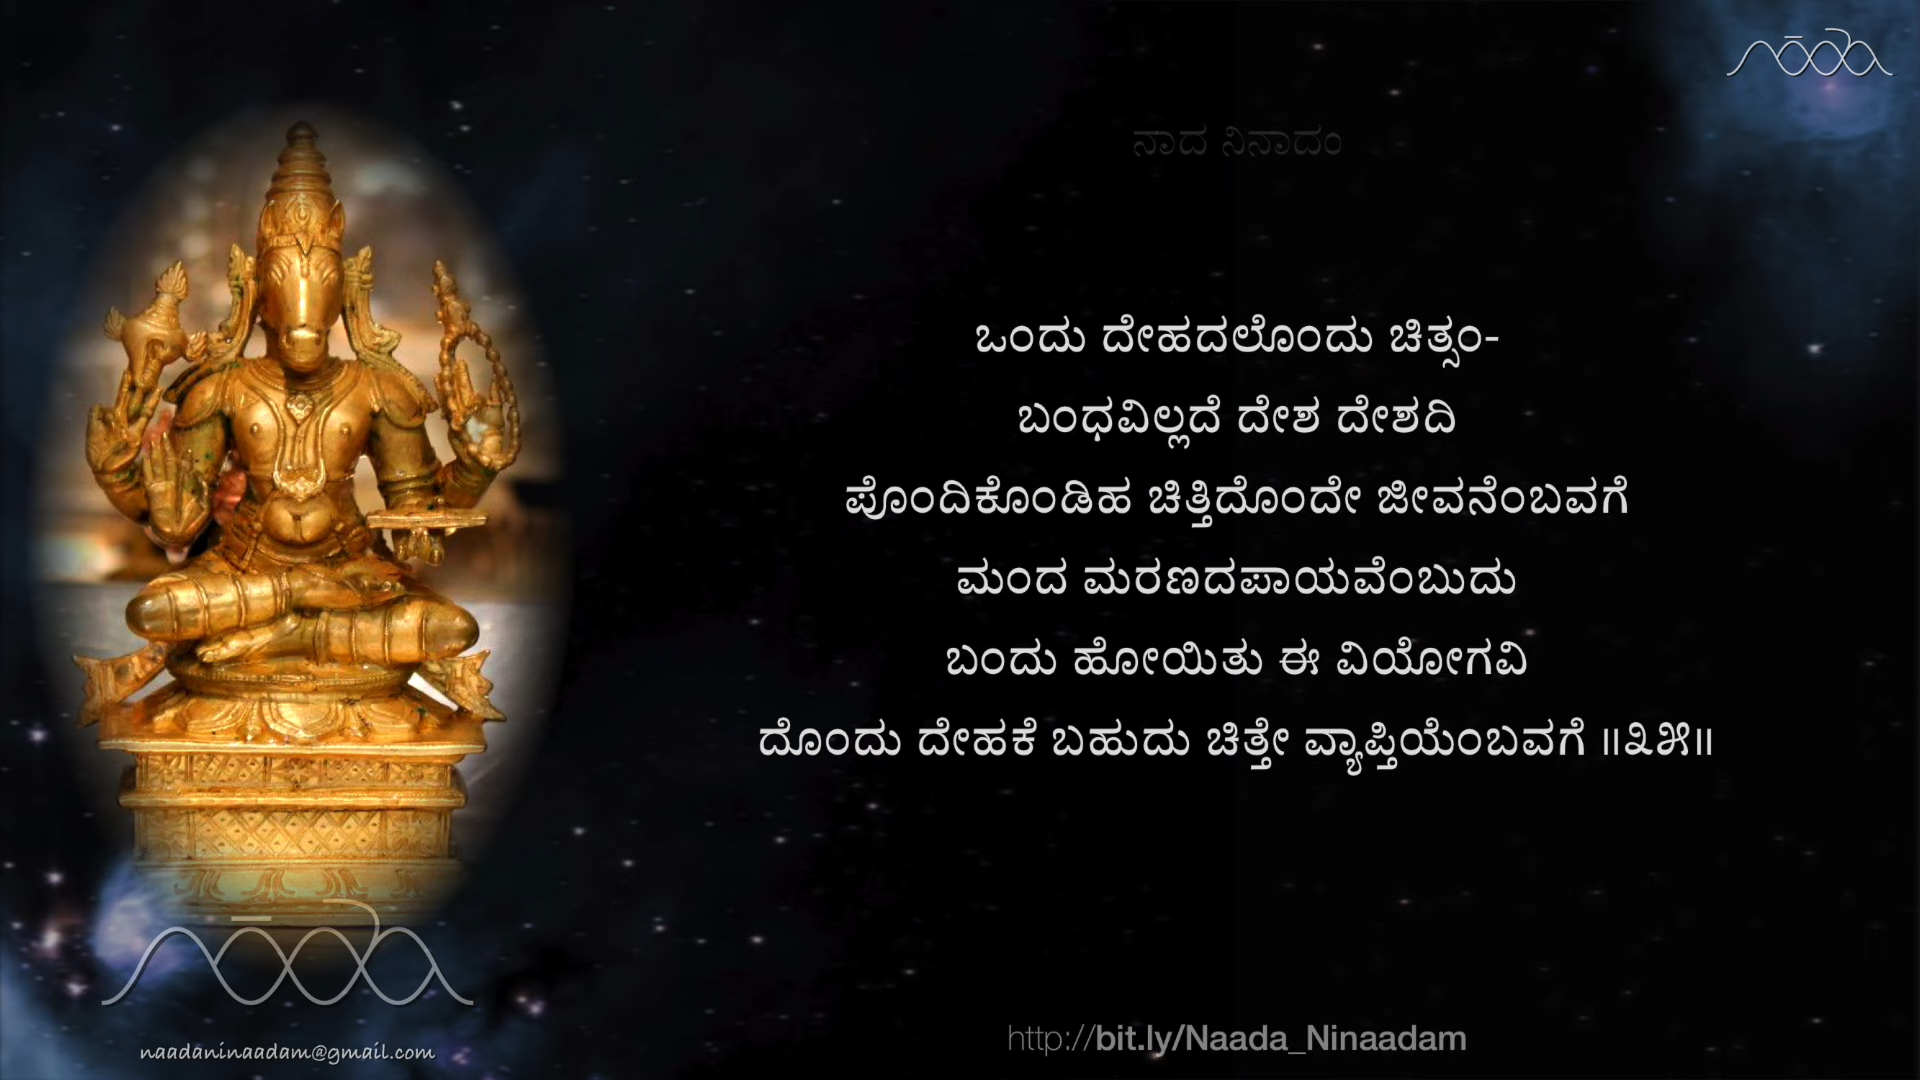 ನಾದ ನಿನಾದಂ
ಒಂದು ದೇಹದಲೊಂದು ಚಿತ್ಸಂ-
ಬಂಧವಿಲ್ಲದೆ ದೇಶ ದೇಶದಿ
ಪೊಂದಿಕೊಂಡಿಹ ಚಿತ್ತಿದೊಂದೇ ಜೀವನೆಂಬವಗೆ
ಮಂದ ಮರಣದಪಾಯವೆಂಬುದು
ಬಂದು ಹೋಯಿತು ಈ ವಿಯೋಗವಿ
ದೊಂದು ದೇಹಕೆ ಬಹುದು ಚಿತ್ತೇ ವ್ಯಾಪ್ತಿಯೆಂಬವಗೆ ॥೩೫॥
naadaninaadam@gmail.com
http://bit.ly/Naada_Ninaadam